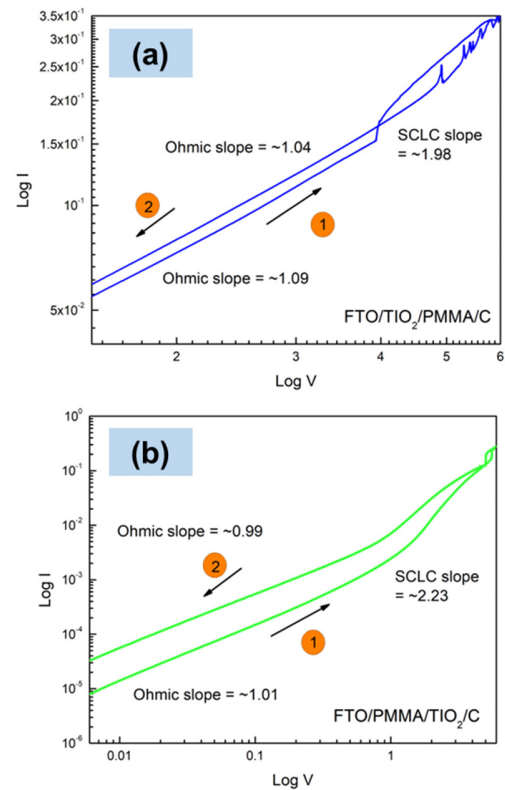 (a)
3.5x10⁻¹
3x10⁻¹
2.5x10⁻¹
2x10⁻¹
1.5x10⁻¹
10⁻¹
5x10⁻²
Log I
Ohmic slope = ~1.04
SCLC slope
= ~1.98
2
1
Ohmic slope = ~1.09
FTO/TIO₂/PMMA/C
2 3 4 5 6
Log V
(b)
10⁰
10⁻¹
10⁻²
10⁻³
10⁻⁴
10⁻⁵
10⁻⁶
Log I
Ohmic slope = ~0.99
2
SCLC slope
= ~2.23
1
Ohmic slope = ~1.01
FTO/PMMA/TIO₂/C
0.01 0.1 1
Log V